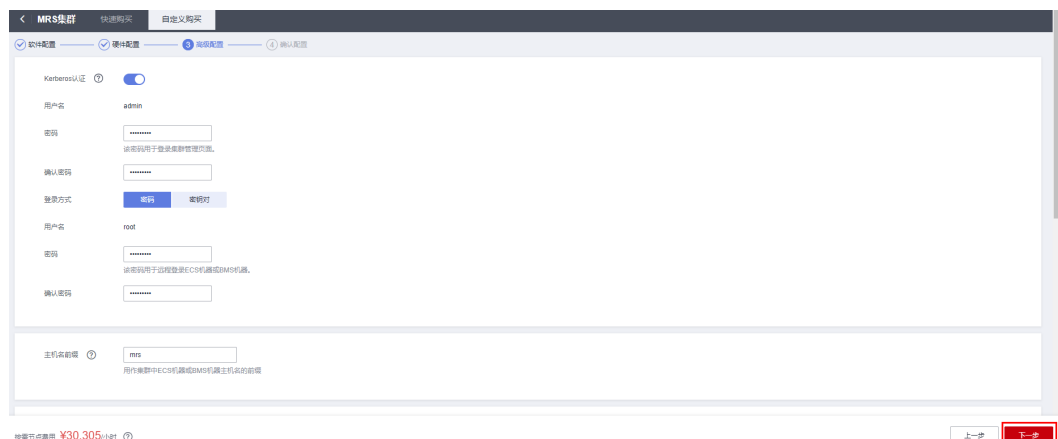 MRS集群 快速购买 自定义购买
软件配置 硬件配置 3 高级配置 4 确认配置
Kerberos认证 ?
用户名 admin
密码 •••••••••
该密码用于登录集群管理页面。
确认密码 •••••••••
登录方式 密码 密钥对
用户名 root
密码 •••••••••
该密码用于远程登录ECS机器或BMS机器。
确认密码 •••••••••
主机名前缀 ? mrs
用作集群中ECS机器或BMS机器主机名的前缀
按需节点费用 ¥30.305/小时 ? 上一步 下一步